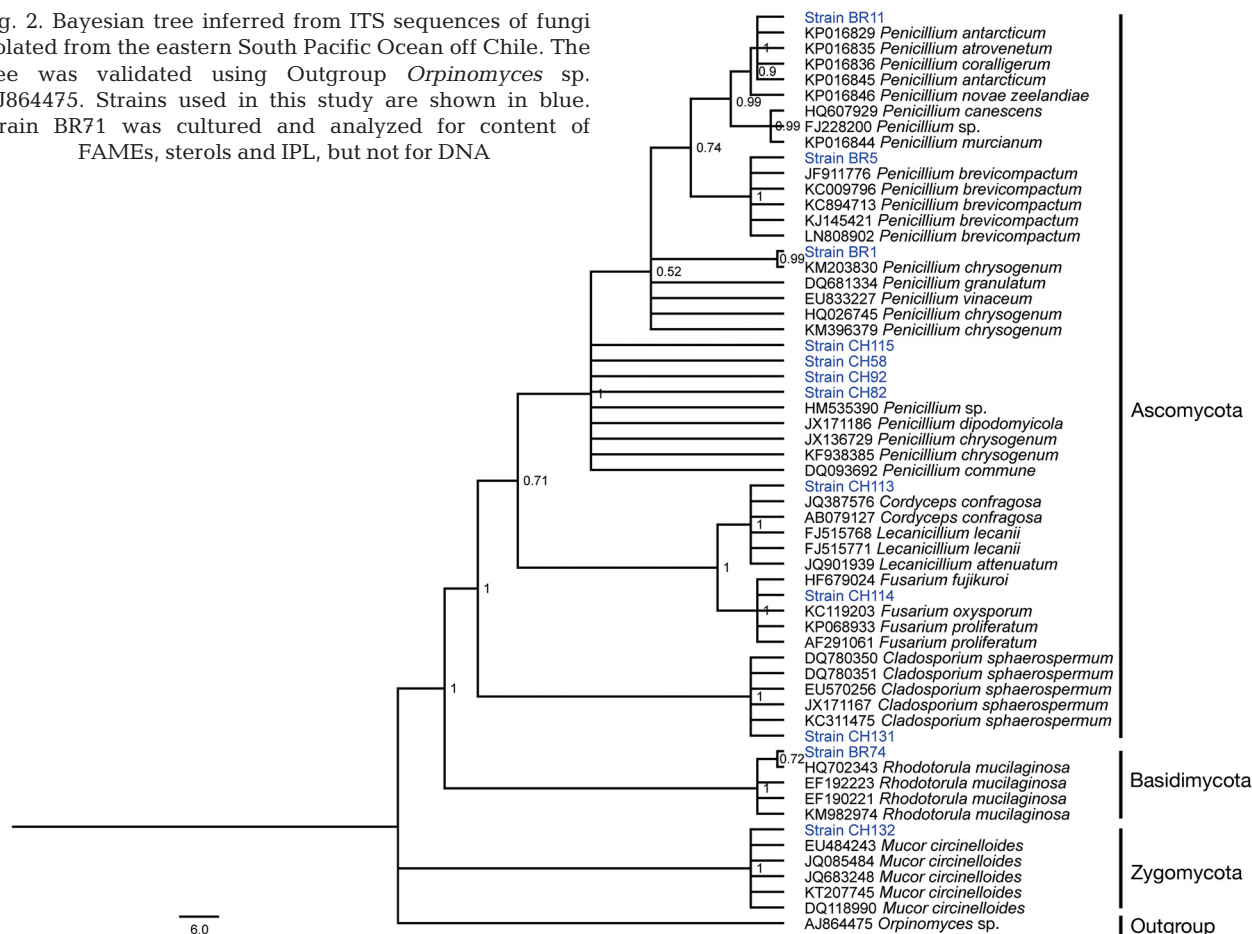 g. 2. Bayesian tree inferred from ITS sequences of fungi
olated from the eastern South Pacific Ocean off Chile. The
ee was validated using Outgroup Orpinomyces sp.
J864475. Strains used in this study are shown in blue.
rain BR71 was cultured and analyzed for content of
FAMEs, sterols and IPL, but not for DNA
Strain BR11
KP016829 Penicillium antarcticum
1
KP016835 Penicillium atrovenetum
KP016836 Penicillium coralligerum
0.9
KP016845 Penicillium antarcticum
KP016846 Penicillium novae zeelandiae
0.99
HQ607929 Penicillium canescens
0.99
FJ228200 Penicillium sp.
KP016844 Penicillium murcianum
0.74
Strain BR5
JF911776 Penicillium brevicompactum
KC009796 Penicillium brevicompactum
1
KC894713 Penicillium brevicompactum
KJ145421 Penicillium brevicompactum
LN808902 Penicillium brevicompactum
Strain BR1
0.99
KM203830 Penicillium chrysogenum
0.52
DQ681334 Penicillium granulatum
EU833227 Penicillium vinaceum
HQ026745 Penicillium chrysogenum
KM396379 Penicillium chrysogenum
Strain CH115
Strain CH58
Strain CH92
Strain CH82
1
HM535390 Penicillium sp.
JX171186 Penicillium dipodomyicola
JX136729 Penicillium chrysogenum
KF938385 Penicillium chrysogenum
DQ093692 Penicillium commune
0.71
Strain CH113
JQ387576 Cordyceps confragosa
AB079127 Cordyceps confragosa
1
FJ515768 Lecanicillium lecanii
FJ515771 Lecanicillium lecanii
JQ901939 Lecanicillium attenuatum
1
HF679024 Fusarium fujikuroi
Strain CH114
1
KC119203 Fusarium oxysporum
KP068933 Fusarium proliferatum
AF291061 Fusarium proliferatum
1
DQ780350 Cladosporium sphaerospermum
DQ780351 Cladosporium sphaerospermum
EU570256 Cladosporium sphaerospermum
1
JX171167 Cladosporium sphaerospermum
KC311475 Cladosporium sphaerospermum
Strain CH131
Ascomycota
1
Strain BR74
0.72
HQ702343 Rhodotorula mucilaginosa
EF192223 Rhodotorula mucilaginosa
1
EF190221 Rhodotorula mucilaginosa
KM982974 Rhodotorula mucilaginosa
Basidimycota
Strain CH132
EU484243 Mucor circinelloides
JQ085484 Mucor circinelloides
1
JQ683248 Mucor circinelloides
KT207745 Mucor circinelloides
DQ118990 Mucor circinelloides
Zygomycota
AJ864475 Orpinomyces sp.
Outgroup
6.0